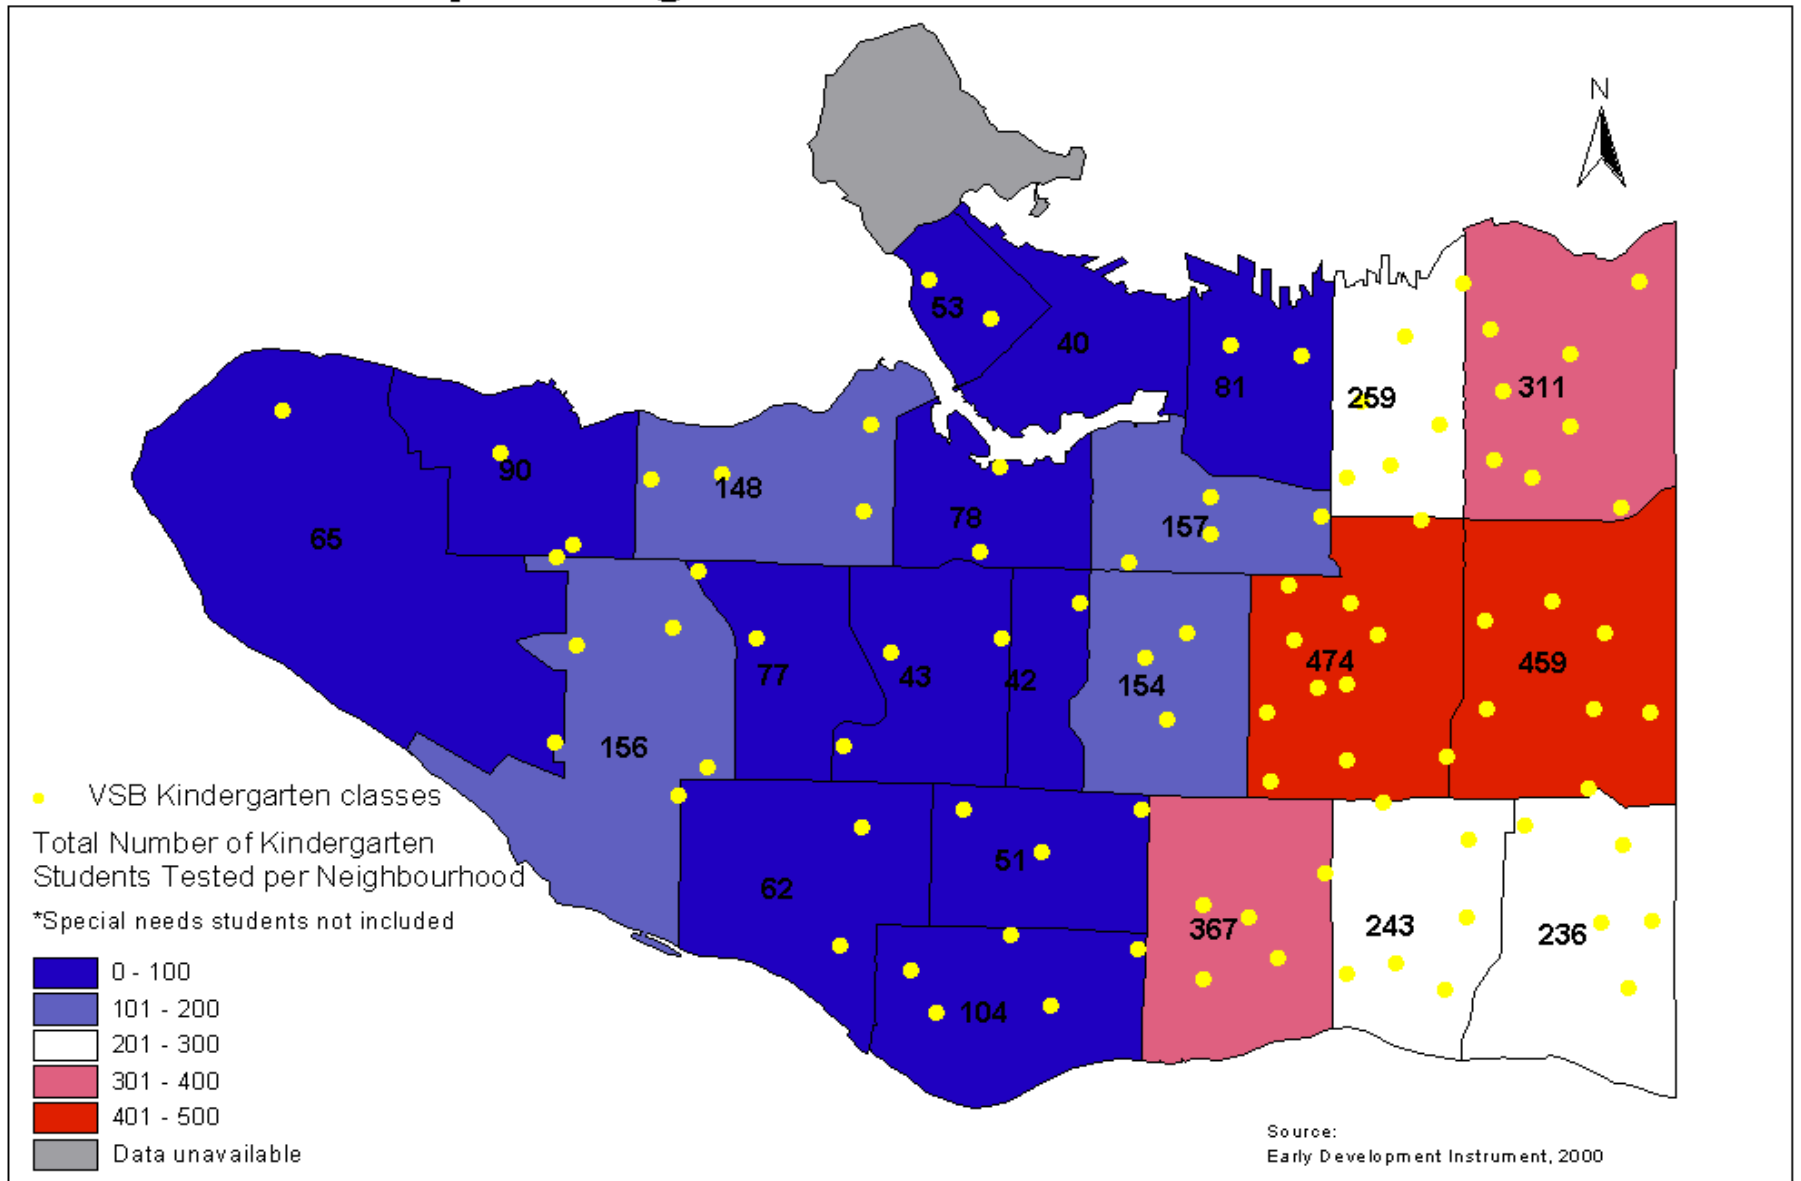 N
53
40
81
259
311
90
148
65
78
157
77
43
42
154
474
459
156
VSB Kindergarten classes
Total Number of Kindergarten
Students Tested per Neighbourhood
*Special needs students not included
51
62
367
243
236
104
0 - 100
101 - 200
201 - 300
301 - 400
401 - 500
Data unavailable
Source:
Early Development Instrument, 2000